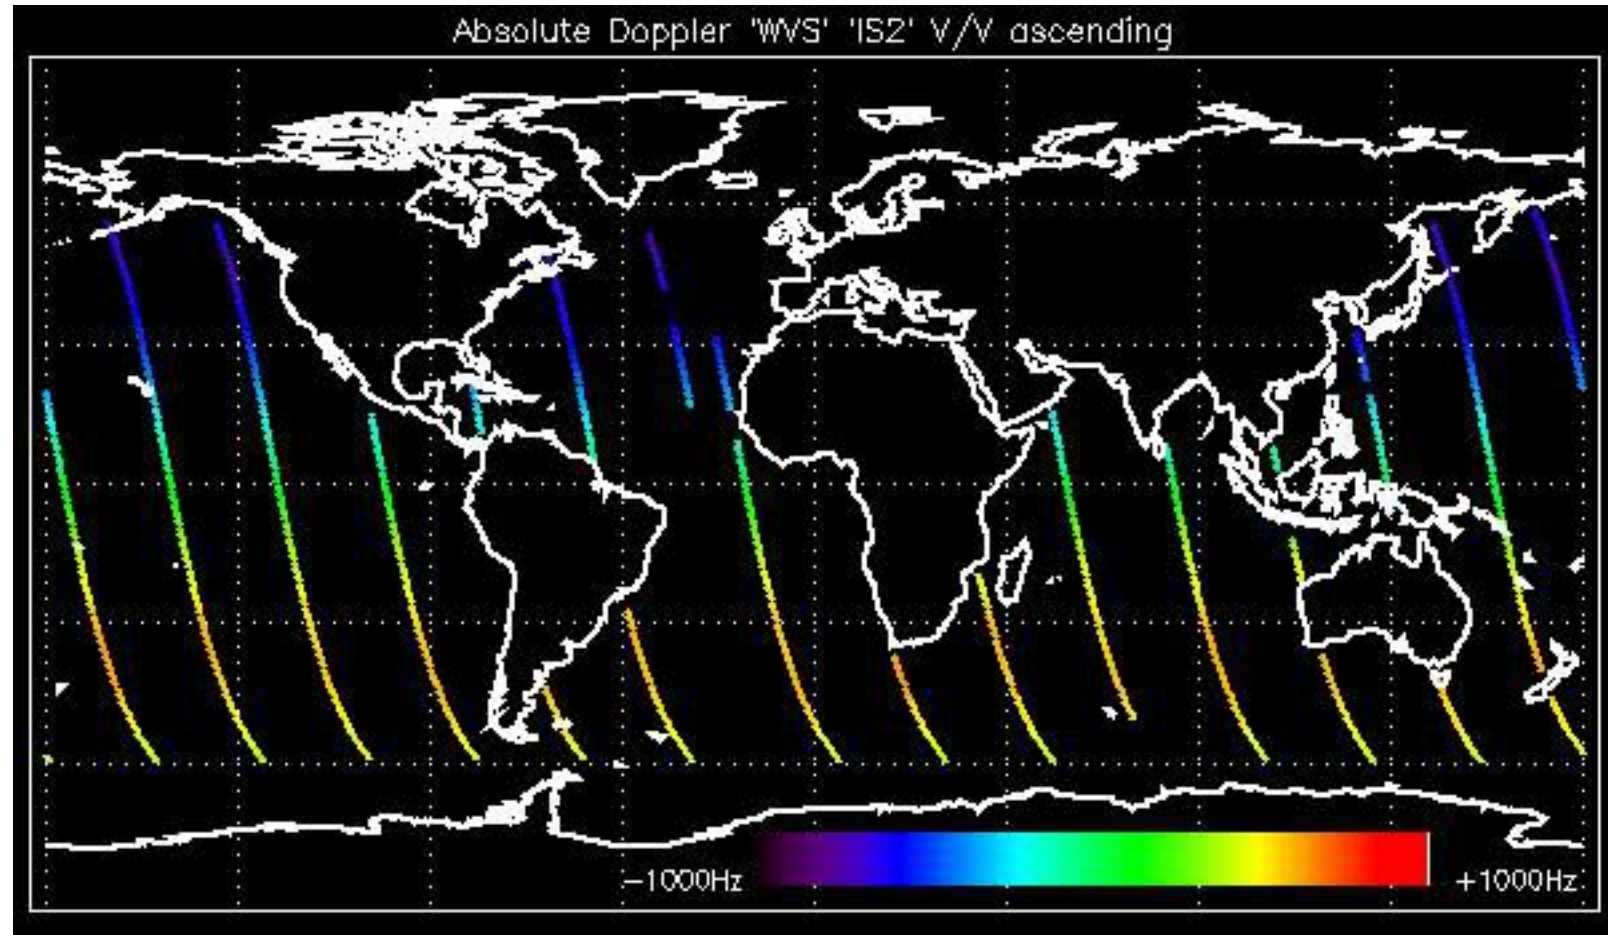 Absolute Doppler 'WVS' 'IS2' V/V ascending
−1000Hz +1000Hz